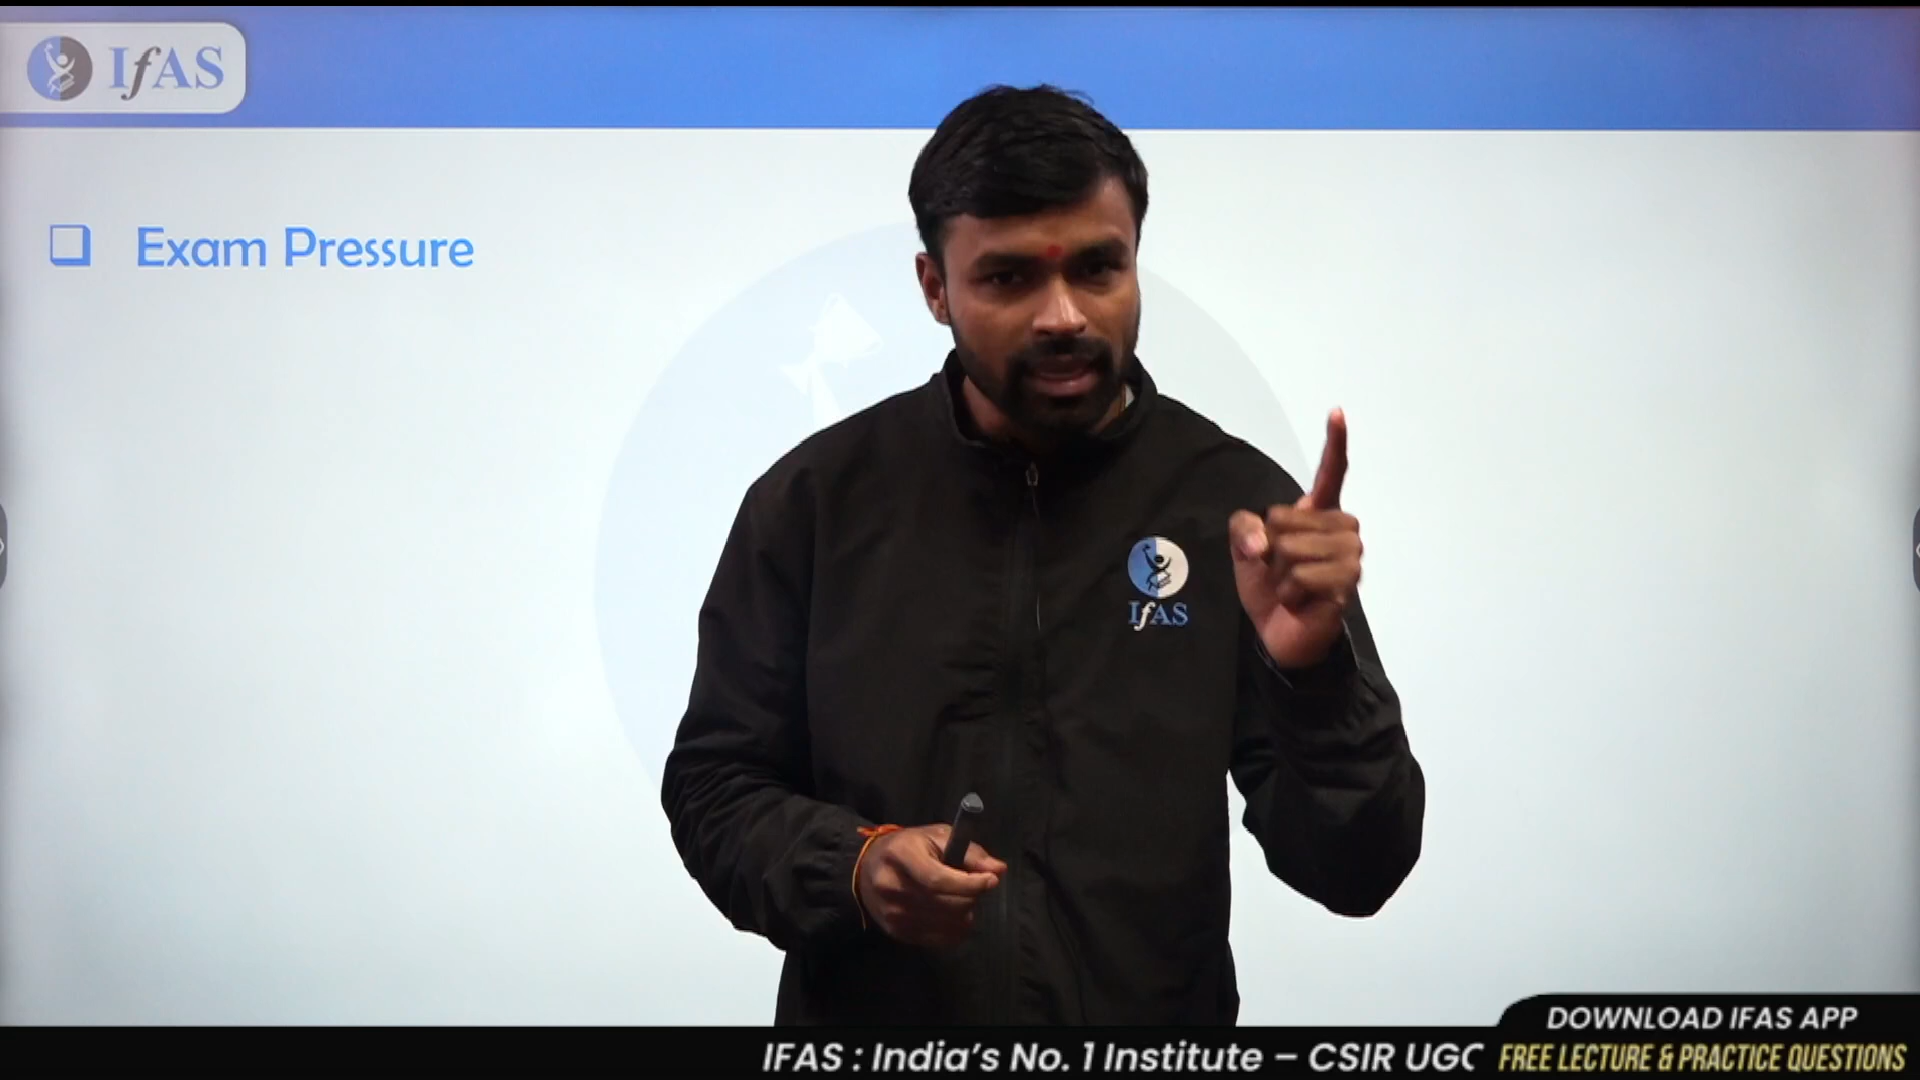 IfAS
Exam Pressure
IfAS
DOWNLOAD IFAS APP
IFAS : India's No. 1 Institute – CSIR UGC
FREE LECTURE & PRACTICE QUESTIONS